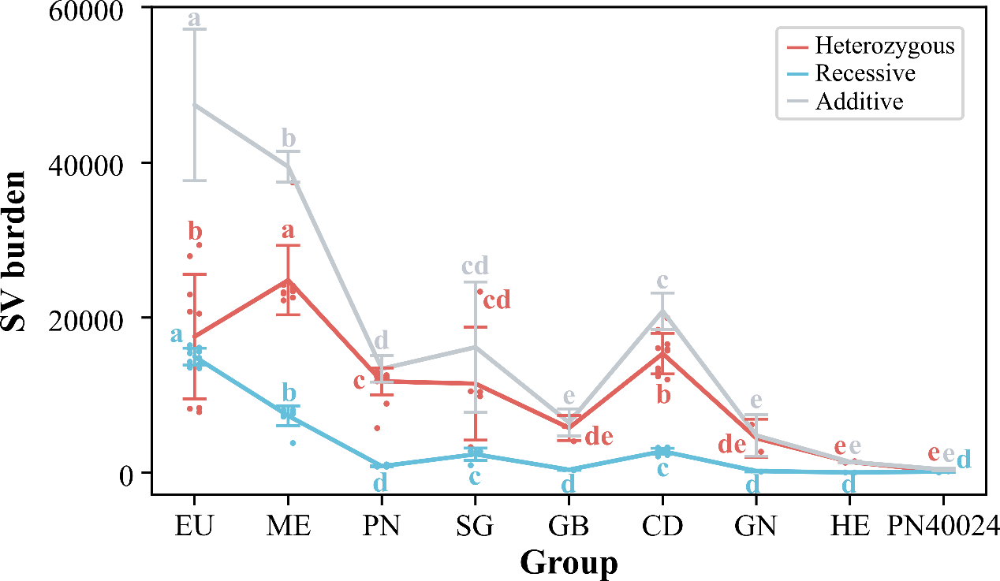 60000
40000
20000
0
SV burden
Heterozygous
Recessive
Additive
a
b
b
a
a
b
d
c
d
cd
cd
c
e
de
d
c
b
c
e
de
d
e e
d
e e d
EU ME PN SG GB CD GN HE PN40024
Group